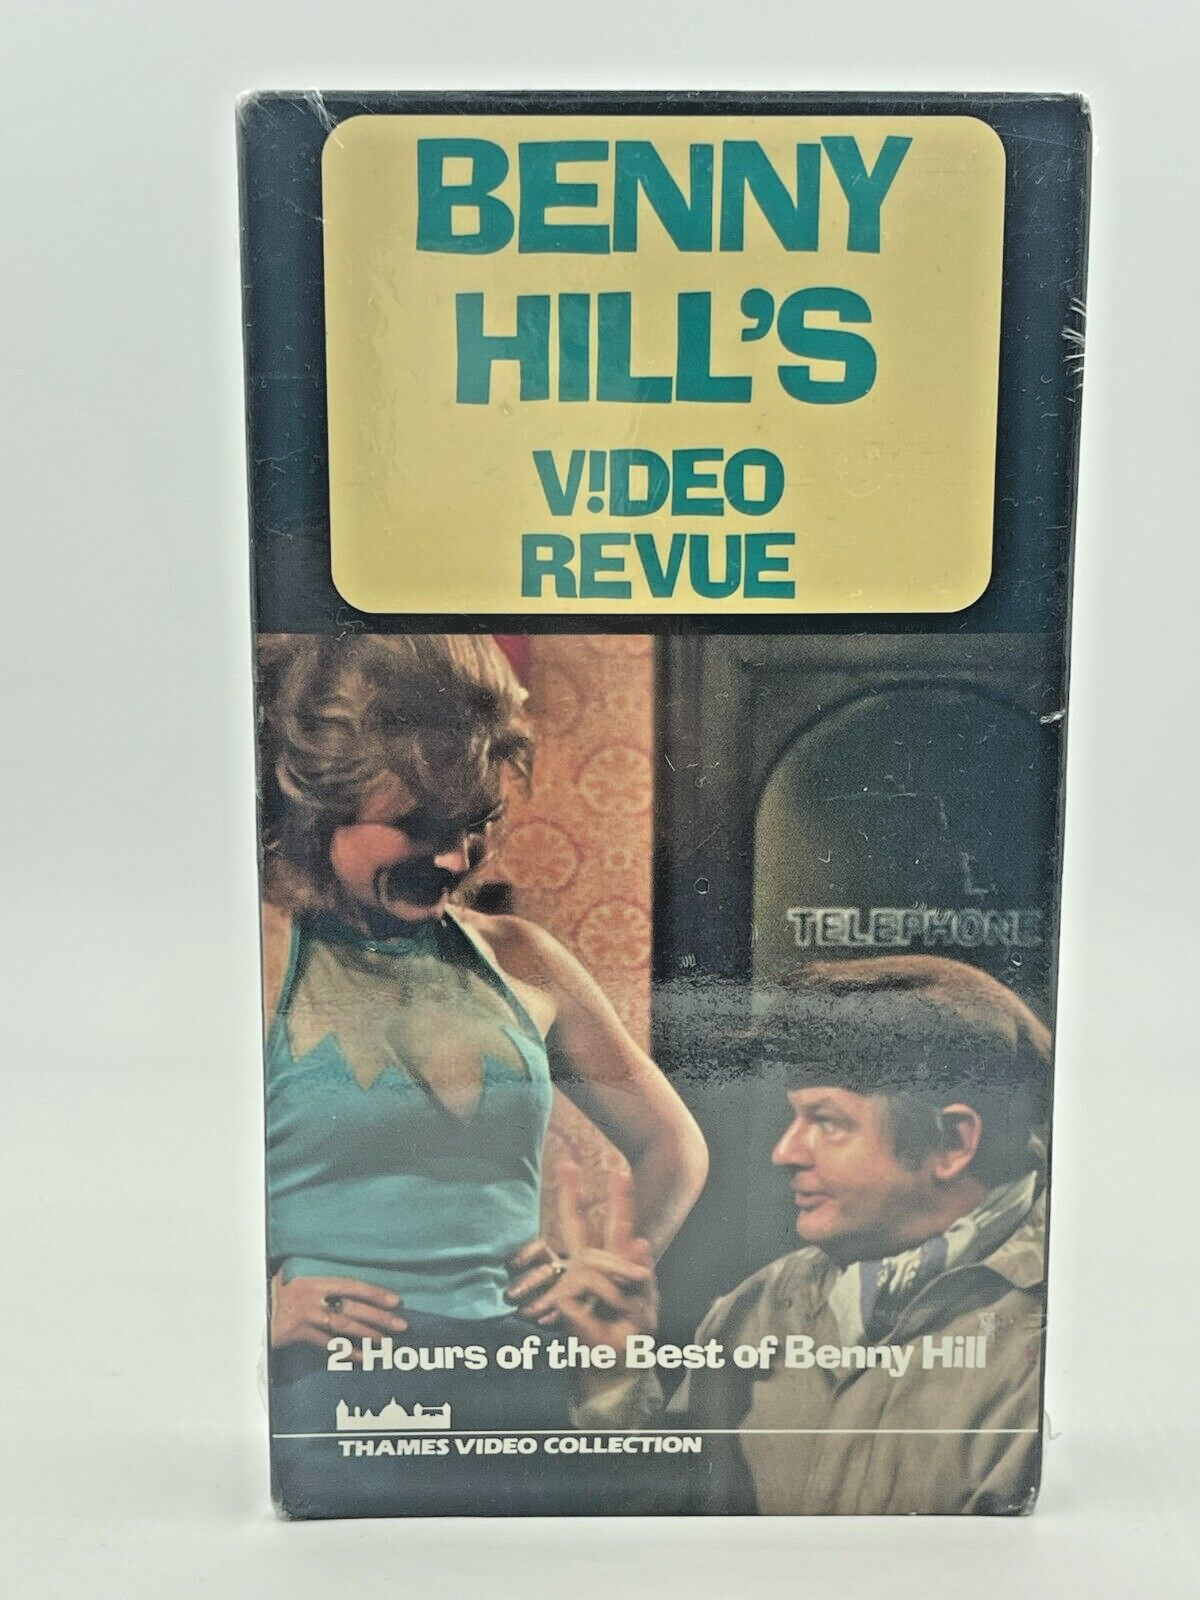 BENNY
HILL'S
V!DEO
REVUE
L.
TELEPHONE
2 Hours of the Best of Benny Hill
THAMES VIDEO COLLECTION